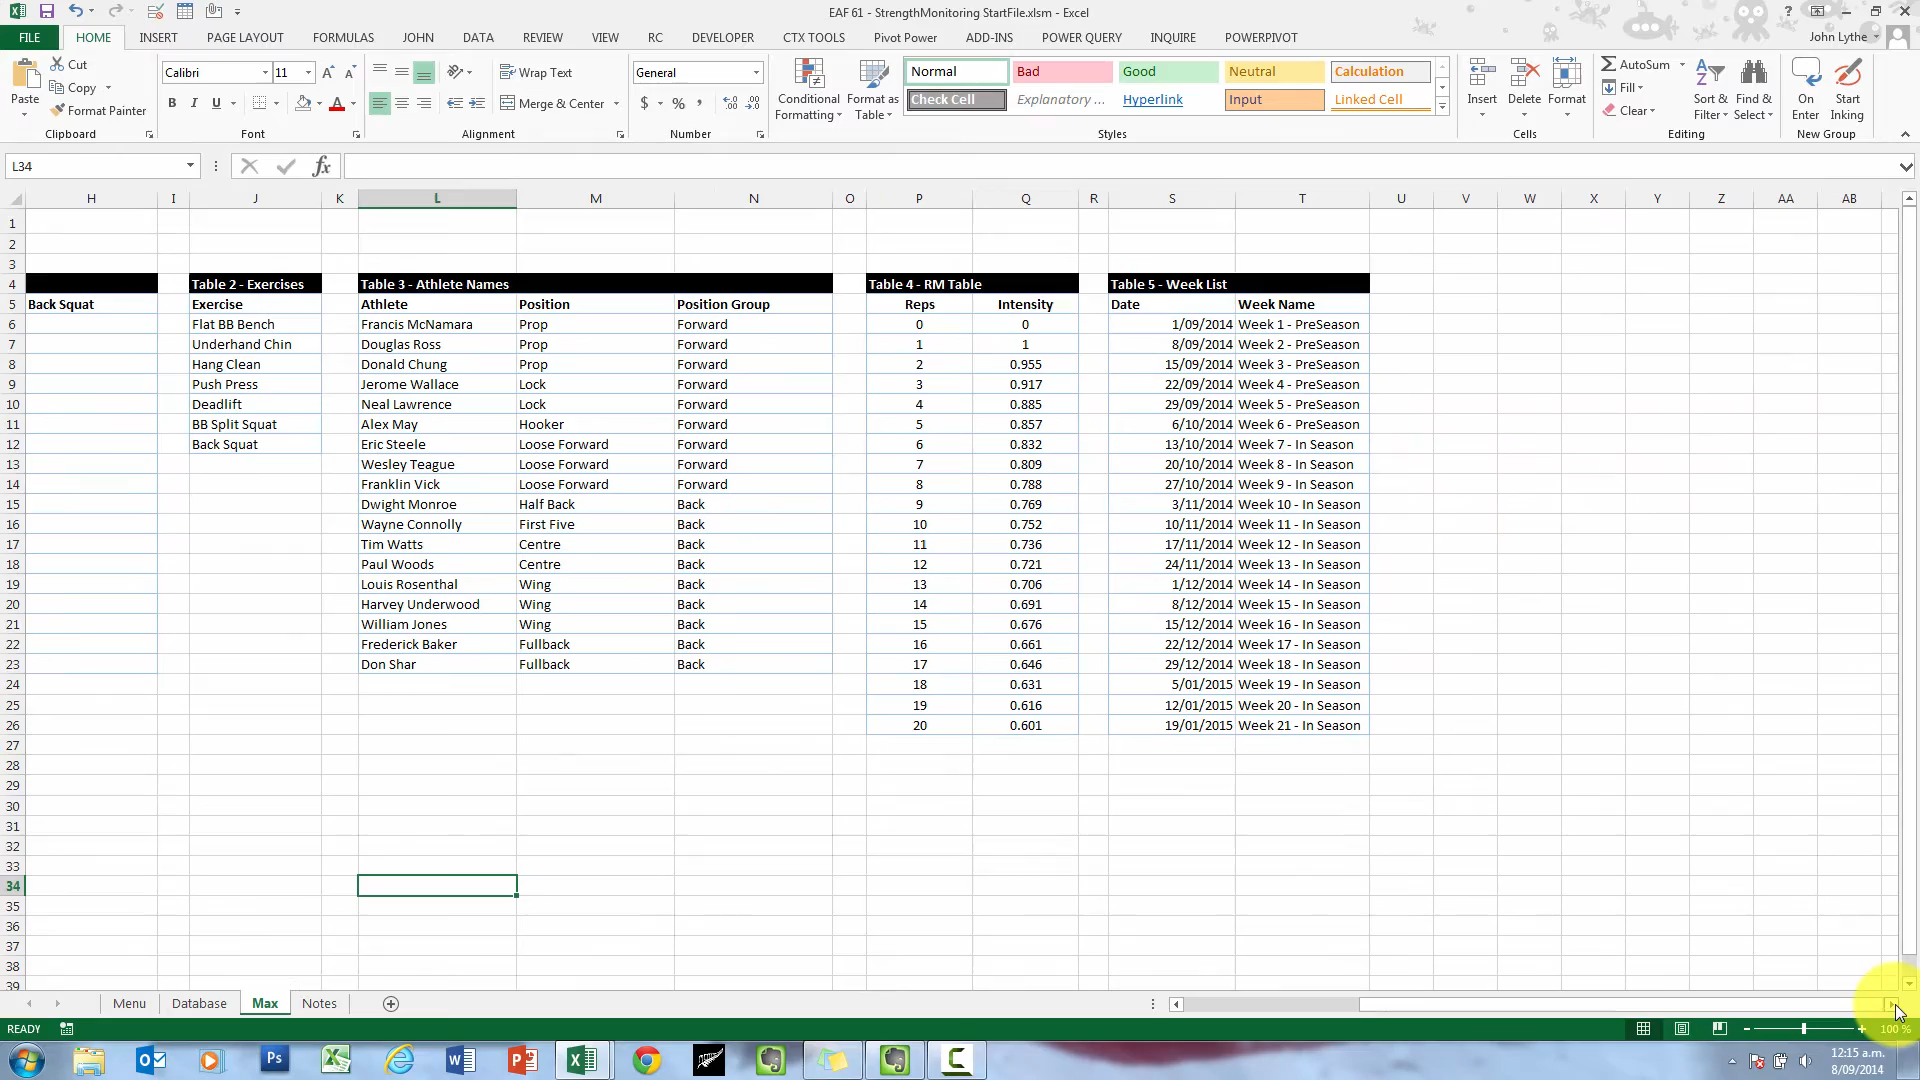 EAF 61 - StrengthMonitoring StartFile.xlsm - Excel
FILE HOME INSERT PAGE LAYOUT FORMULAS JOHN DATA REVIEW VIEW RC DEVELOPER CTX TOOLS Pivot Power ADD-INS POWER QUERY INQUIRE POWERPIVOT John Lythe
Paste Cut Copy Format Painter Clipboard
Calibri 11 B I U A Font
Wrap Text Merge & Center Alignment
General $ % Number
Conditional Formatting Format as Table
Normal Bad Good Neutral Calculation
Check Cell Explanatory ... Hyperlink Input Linked Cell
Styles
Insert Delete Format Cells
AutoSum Fill Clear Sort & Filter Find & Select Editing
On Enter Start Inking New Group
L34 fx
H I J K L M N O P Q R S T U V W X Y Z AA AB
1
2
3
4 Table 2 - Exercises Table 3 - Athlete Names Table 4 - RM Table Table 5 - Week List
5 Back Squat Exercise Athlete Position Position Group Reps Intensity Date Week Name
6 Flat BB Bench Francis McNamara Prop Forward 0 0 1/09/2014 Week 1 - PreSeason
7 Underhand Chin Douglas Ross Prop Forward 1 1 8/09/2014 Week 2 - PreSeason
8 Hang Clean Donald Chung Prop Forward 2 0.955 15/09/2014 Week 3 - PreSeason
9 Push Press Jerome Wallace Lock Forward 3 0.917 22/09/2014 Week 4 - PreSeason
10 Deadlift Neal Lawrence Lock Forward 4 0.885 29/09/2014 Week 5 - PreSeason
11 BB Split Squat Alex May Hooker Forward 5 0.857 6/10/2014 Week 6 - PreSeason
12 Back Squat Eric Steele Loose Forward Forward 6 0.832 13/10/2014 Week 7 - In Season
13 Wesley Teague Loose Forward Forward 7 0.809 20/10/2014 Week 8 - In Season
14 Franklin Vick Loose Forward Forward 8 0.788 27/10/2014 Week 9 - In Season
15 Dwight Monroe Half Back Back 9 0.769 3/11/2014 Week 10 - In Season
16 Wayne Connolly First Five Back 10 0.752 10/11/2014 Week 11 - In Season
17 Tim Watts Centre Back 11 0.736 17/11/2014 Week 12 - In Season
18 Paul Woods Centre Back 12 0.721 24/11/2014 Week 13 - In Season
19 Louis Rosenthal Wing Back 13 0.706 1/12/2014 Week 14 - In Season
20 Harvey Underwood Wing Back 14 0.691 8/12/2014 Week 15 - In Season
21 William Jones Wing Back 15 0.676 15/12/2014 Week 16 - In Season
22 Frederick Baker Fullback Back 16 0.661 22/12/2014 Week 17 - In Season
23 Don Shar Fullback Back 17 0.646 29/12/2014 Week 18 - In Season
24 18 0.631 5/01/2015 Week 19 - In Season
25 19 0.616 12/01/2015 Week 20 - In Season
26 20 0.601 19/01/2015 Week 21 - In Season
27
28
29
30
31
32
33
34
35
36
37
38
39
Menu Database Max Notes
READY 100 %
12:15 a.m.
8/09/2014